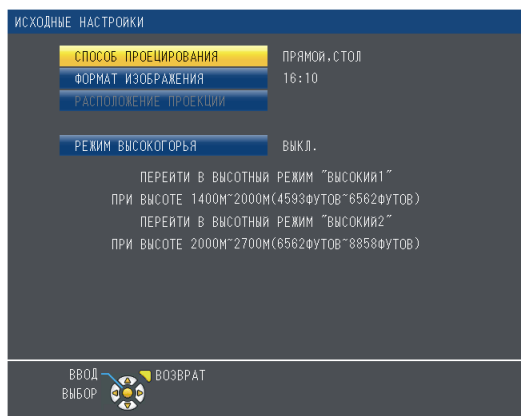 ИСХОДНЫЕ НАСТРОЙКИ
СПОСОБ ПРОЕЦИРОВАНИЯ ПРЯМОЙ.СТОЛ
ФОРМАТ ИЗОБРАЖЕНИЯ 16:10
РАСПОЛОЖЕНИЕ ПРОЕКЦИИ
РЕЖИМ ВЫСОКОГОРЬЯ ВЫКЛ.
ПЕРЕЙТИ В ВЫСОТНЫЙ РЕЖИМ "ВЫСОКИЙ1"
ПРИ ВЫСОТЕ 1400М~2000М(4593ФУТОВ~6562ФУТОВ)
ПЕРЕЙТИ В ВЫСОТНЫЙ РЕЖИМ "ВЫСОКИЙ2"
ПРИ ВЫСОТЕ 2000М~2700М(6562ФУТОВ~8858ФУТОВ)
ВВОД ВОЗВРАТ
ВЫБОР